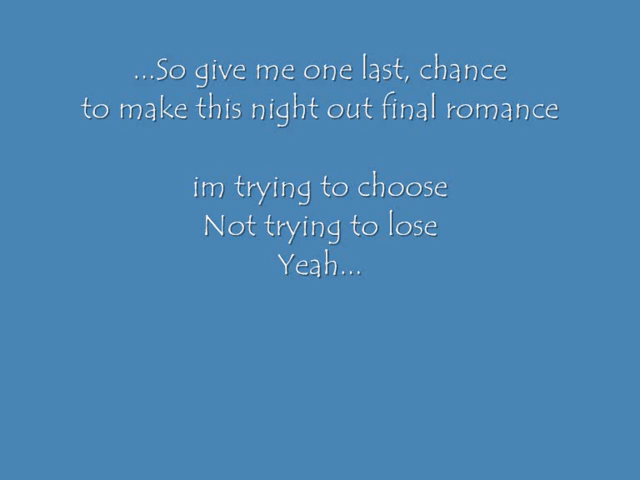 ...So give me one last, chance
to make this night out final romance
im trying to choose
Not trying to lose
Yeah...